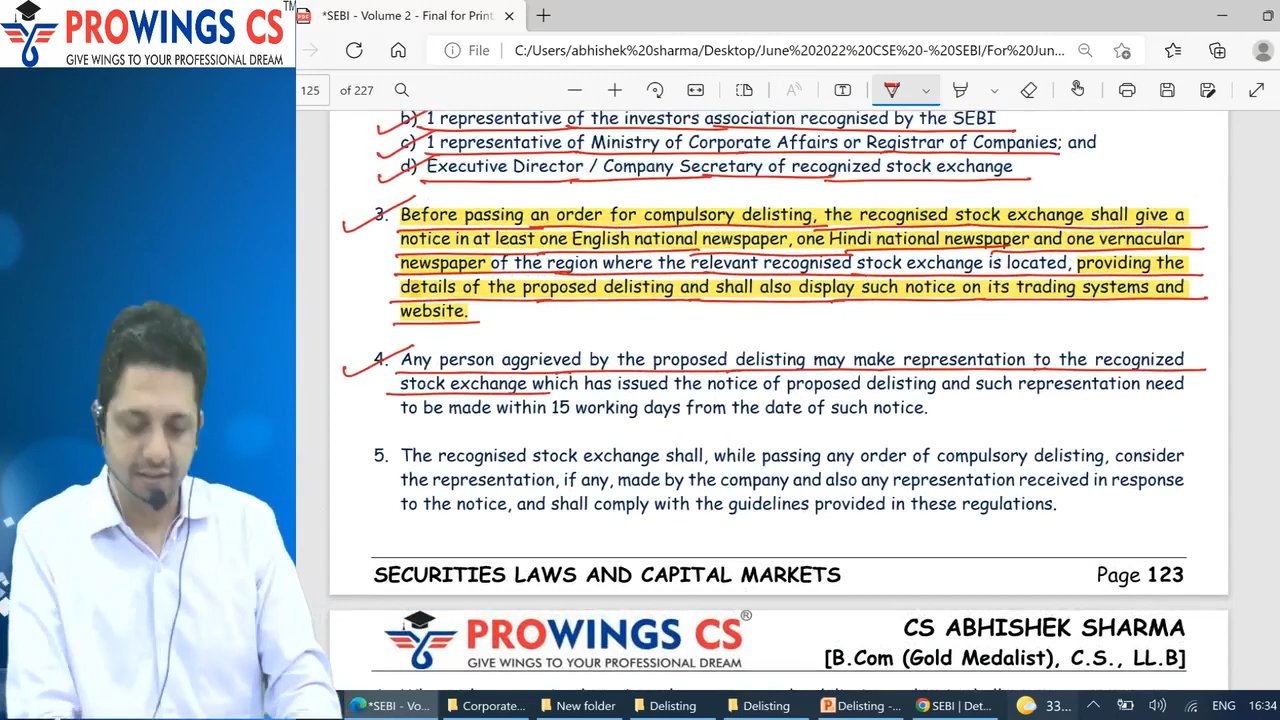 TM
PROWINGS CS
GIVE WINGS TO YOUR PROFESSIONAL DREAM
*SEBI - Volume 2 - Final for Print
File
C:/Users/abhishek%20sharma/Desktop/June%202022%20CSE%20-%20SEBI/For%20Jun...
125 of 227
b) 1 representative of the investors association recognised by the SEBI
c) 1 representative of Ministry of Corporate Affairs or Registrar of Companies; and
d) Executive Director / Company Secretary of recognized stock exchange
3. Before passing an order for compulsory delisting, the recognised stock exchange shall give a
notice in at least one English national newspaper, one Hindi national newspaper and one vernacular
newspaper of the region where the relevant recognised stock exchange is located, providing the
details of the proposed delisting and shall also display such notice on its trading systems and
website.
4. Any person aggrieved by the proposed delisting may make representation to the recognized
stock exchange which has issued the notice of proposed delisting and such representation need
to be made within 15 working days from the date of such notice.
5. The recognised stock exchange shall, while passing any order of compulsory delisting, consider
the representation, if any, made by the company and also any representation received in response
to the notice, and shall comply with the guidelines provided in these regulations.
SECURITIES LAWS AND CAPITAL MARKETS Page 123
PROWINGS CS®
GIVE WINGS TO YOUR PROFESSIONAL DREAM
CS ABHISHEK SHARMA
[B.Com (Gold Medalist), C.S., LL.B]
*SEBI - Vo... Corporate... New folder Delisting Delisting Delisting -... SEBI | Det... 33... ENG 16:34